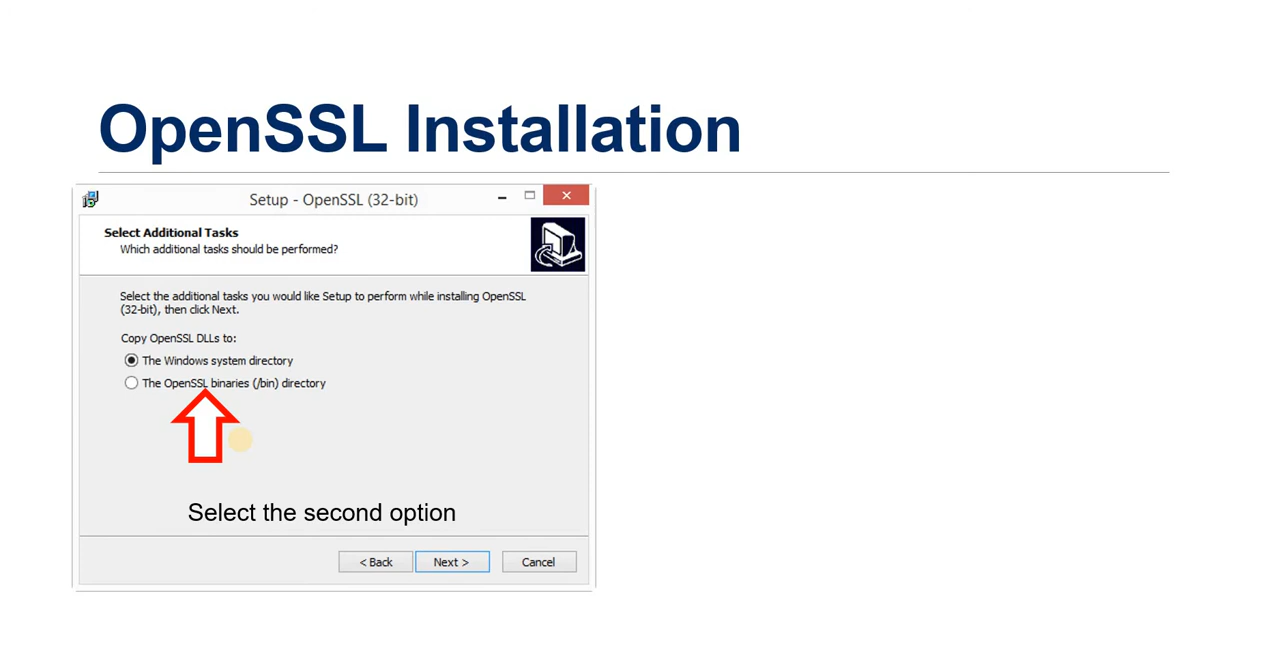 OpenSSL Installation
Setup - OpenSSL (32-bit)
Select Additional Tasks
Which additional tasks should be performed?
Select the additional tasks you would like Setup to perform while installing OpenSSL
(32-bit), then click Next.
Copy OpenSSL DLLs to:
The Windows system directory
The OpenSSL binaries (/bin) directory
Select the second option
< Back
Next >
Cancel